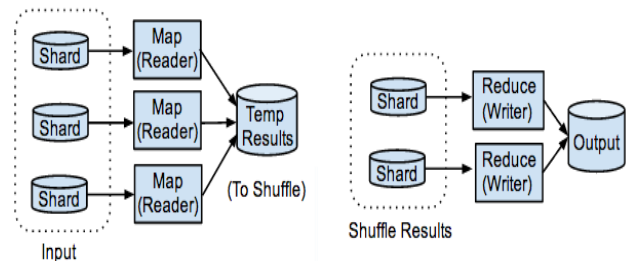 Shard
Map
(Reader)
Shard
Map
(Reader)
Temp
Results
Shard
Map
(Reader)
(To Shuffle)
Input
Shard
Reduce
(Writer)
Shard
Reduce
(Writer)
Output
Shuffle Results